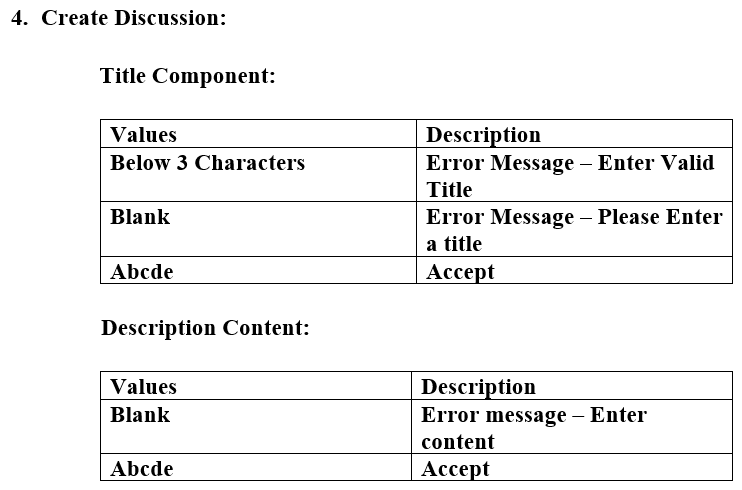 4. Create Discussion:
Title Component:
Values Description
Below 3 Characters Error Message – Enter Valid
Title
Blank Error Message – Please Enter
a title
Abcde Accept
Description Content:
Values Description
Blank Error message – Enter
content
Abcde Accept